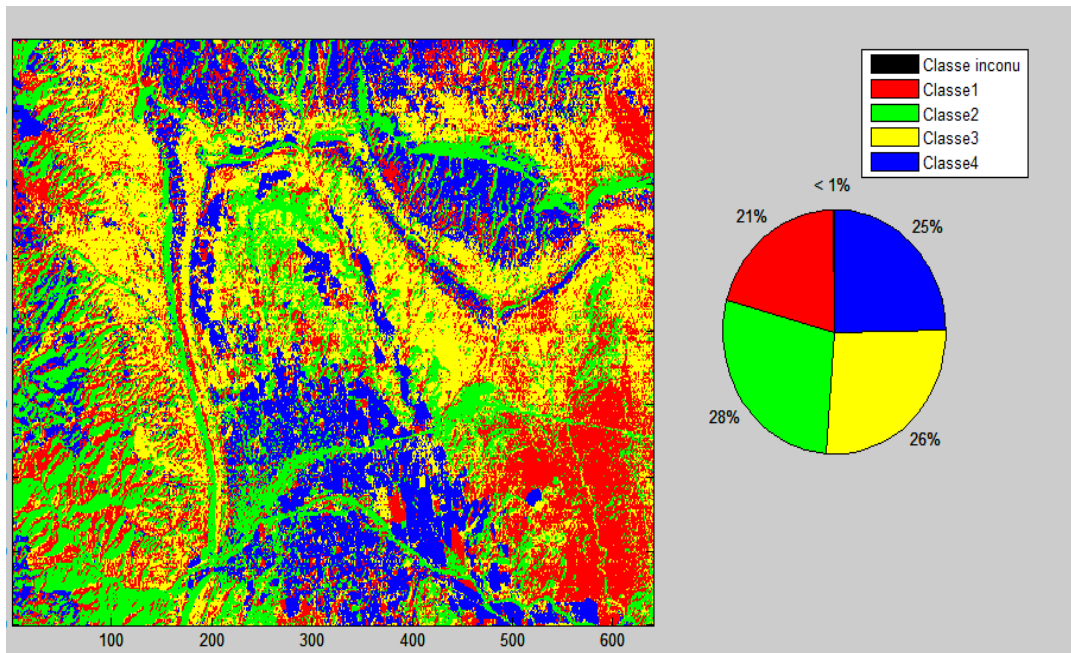 Classe inconu
Classe1
Classe2
Classe3
Classe4
< 1%
21%
25%
28%
26%
100
200
300
400
500
600